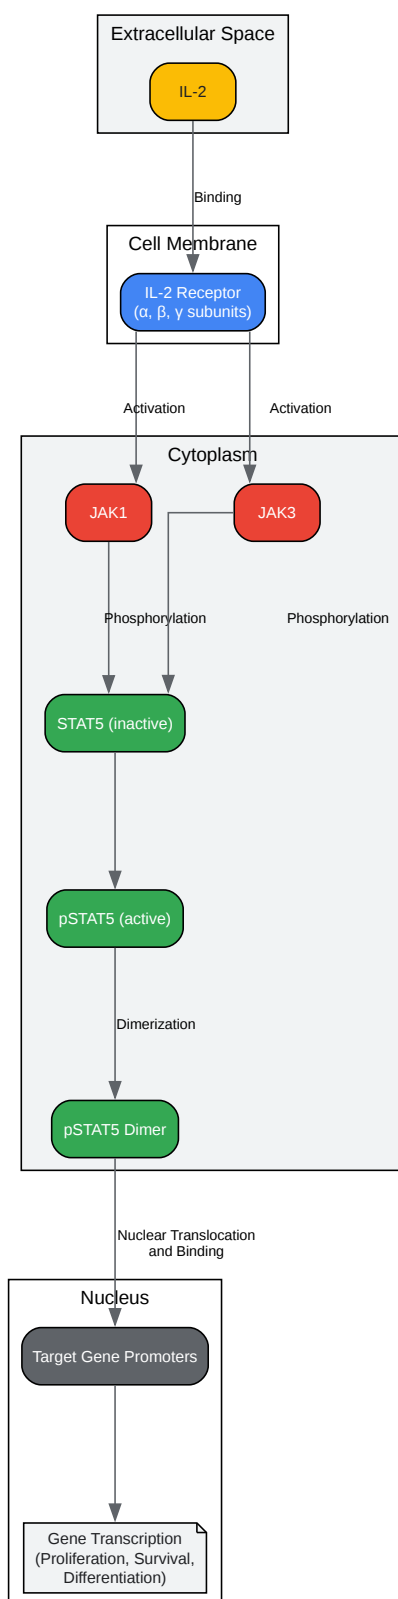 Extracellular Space
IL-2
Binding
Cell Membrane
IL-2 Receptor
(α, β, γ subunits)
Activation
Activation
Cytoplasm
JAK1
JAK3
Phosphorylation
Phosphorylation
STAT5 (inactive)
pSTAT5 (active)
Dimerization
pSTAT5 Dimer
Nuclear Translocation
and Binding
Nucleus
Target Gene Promoters
Gene Transcription
(Proliferation, Survival,
Differentiation)